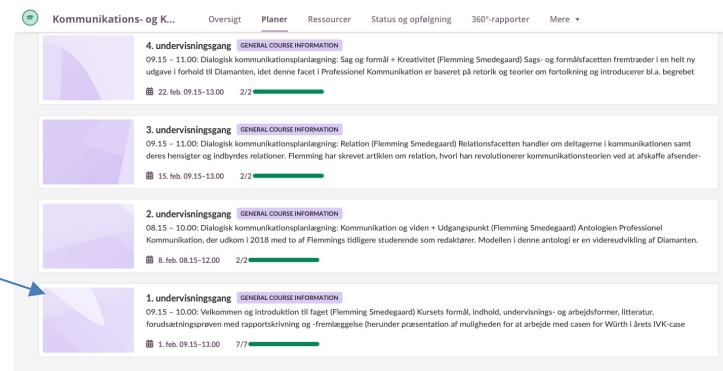 Kommunikations- og K... Oversigt Planer Ressourcer Status og opfølgning 360°-rapporter Mere
4. undervisningsgang GENERAL COURSE INFORMATION
09.15 – 11.00: Dialogisk kommunikationsplanlægning: Sag og formål + Kreativitet (Flemming Smedegaard) Sags- og formålsfacetten fremtræder i en helt ny
udgave i forhold til Diamanten, idet denne facet i Professionel Kommunikation er baseret på retorik og teorier om fortolkning og introducerer bl.a. begrebet
22. feb. 09.15–13.00 2/2
3. undervisningsgang GENERAL COURSE INFORMATION
09.15 – 11.00: Dialogisk kommunikationsplanlægning: Relation (Flemming Smedegaard) Relationsfacetten handler om deltagerne i kommunikationen samt
deres hensigter og indbyrdes relationer. Flemming har skrevet artiklen om relation, hvori han revolutionerer kommunikationsteorien ved at afskaffe afsender-
15. feb. 09.15–13.00 2/2
2. undervisningsgang GENERAL COURSE INFORMATION
08.15 – 10.00: Dialogisk kommunikationsplanlægning: Kommunikation og viden + Udgangspunkt (Flemming Smedegaard) Antologien Professionel
Kommunikation, der udkom i 2018 med to af Flemmings tidligere studerende som redaktører. Modellen i denne antologi er en videreudvikling af Diamanten.
8. feb. 08.15–12.00 2/2
1. undervisningsgang GENERAL COURSE INFORMATION
09.15 – 10.00: Velkommen og introduktion til faget (Flemming Smedegaard) Kursets formål, indhold, undervisnings- og arbejdsformer, litteratur,
forudsætningsprøven med rapportskrivning og -fremlæggelse (herunder præsentation af muligheden for at arbejde med casen for Würth i årets IVK-case
1. feb. 09.15–13.00 7/7